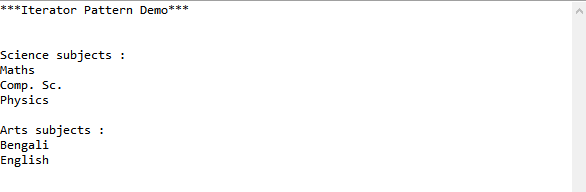 ***Iterator Pattern Demo***
Science subjects :
Maths
Comp. Sc.
Physics
Arts subjects :
Bengali
English